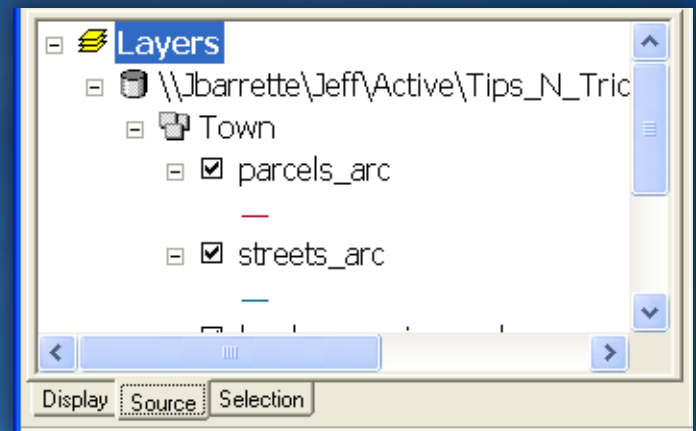 Layers
\\Jbarrette\Jeff\Active\Tips_N_Tric
Town
parcels_arc
streets_arc
Display Source Selection